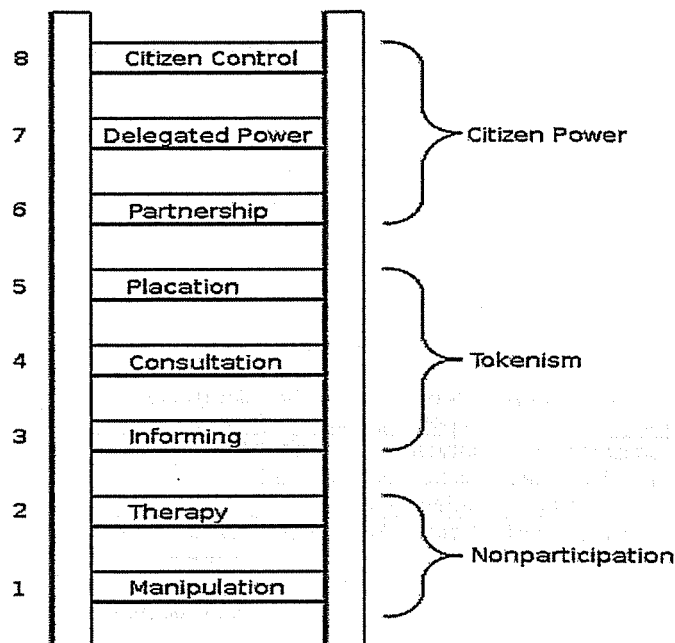 8 Citizen Control
7 Delegated Power Citizen Power
6 Partnership
5 Placation
4 Consultation Tokenism
3 Informing
2 Therapy
Nonparticipation
1 Manipulation